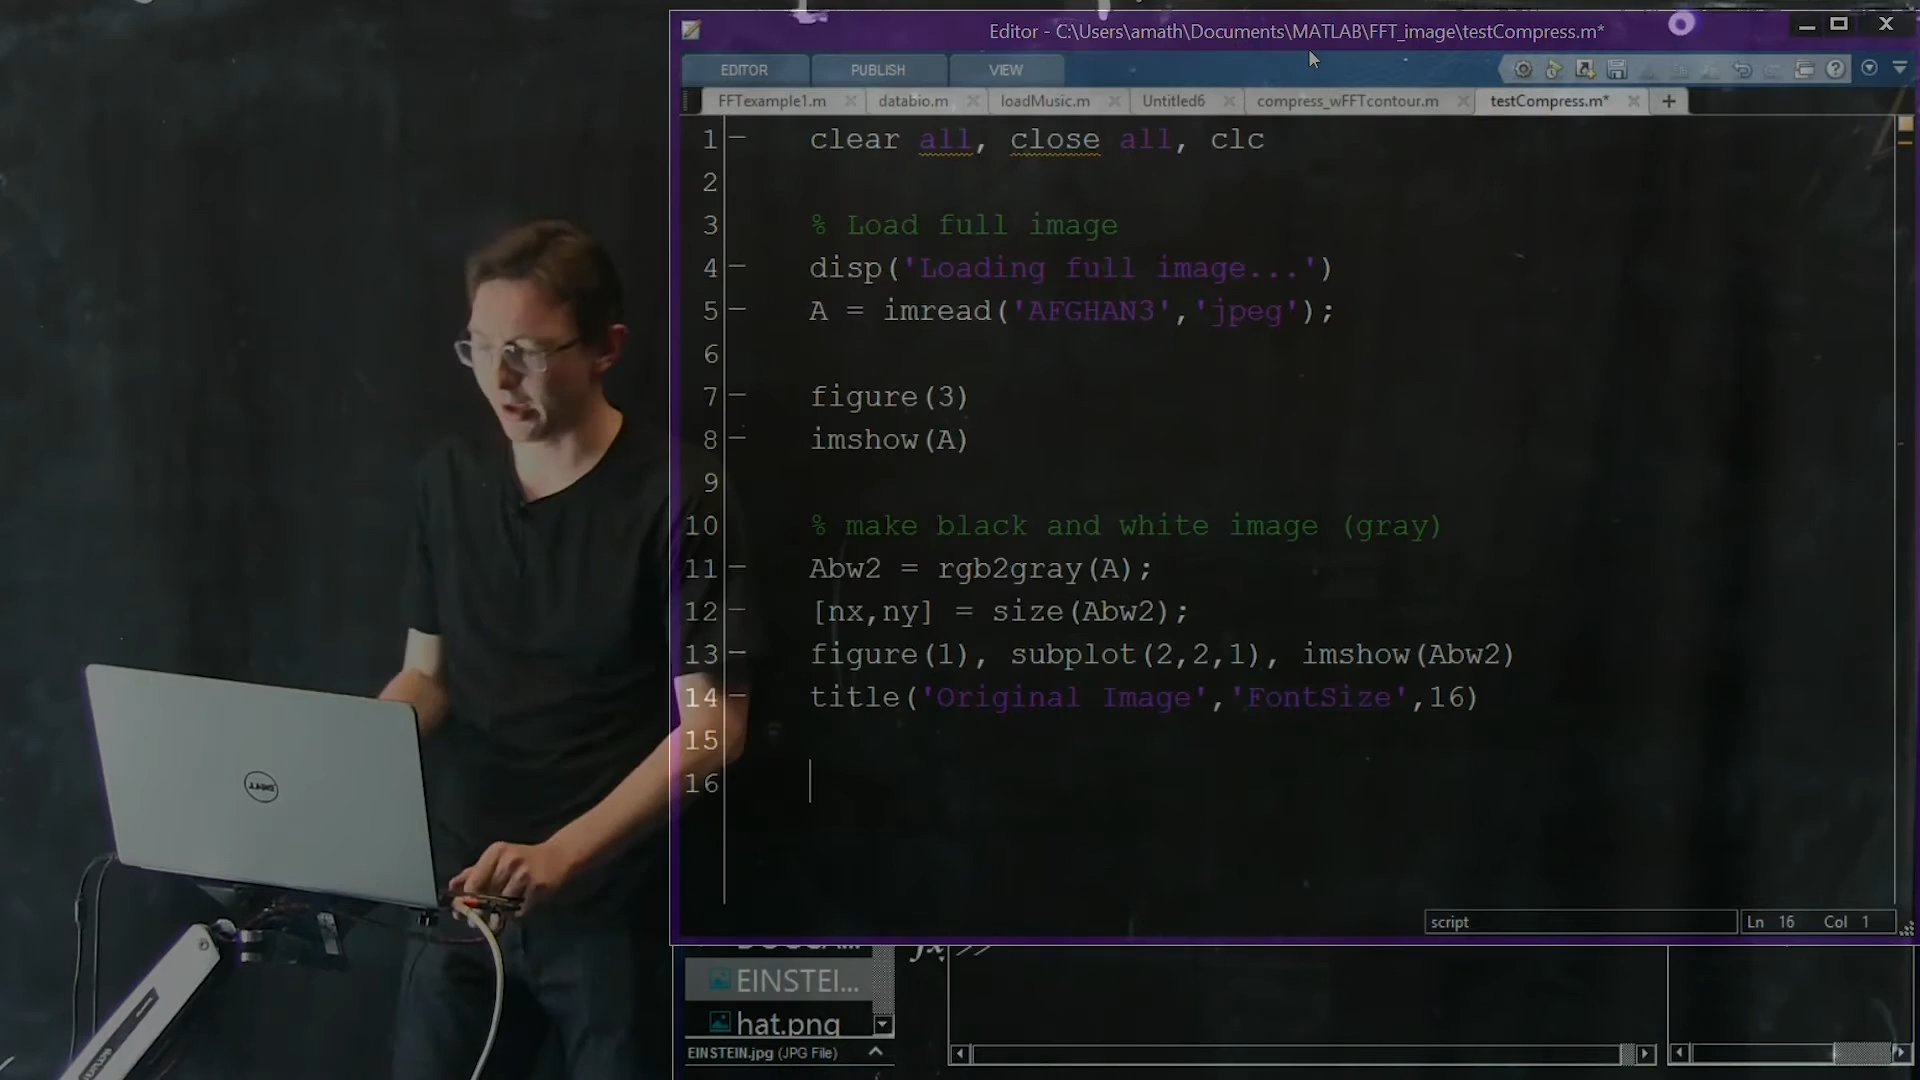 Editor - C:\Users\amath\Documents\MATLAB\FFT_image\testCompress.m*
EDITOR PUBLISH VIEW
FFTexample1.m databio.m loadMusic.m Untitled6 compress_wFFTcontour.m testCompress.m*
1 clear all, close all, clc
2
3 % Load full image
4 disp('Loading full image...')
5 A = imread('AFGHAN3','jpeg');
6
7 figure(3)
8 imshow(A)
9
10 % make black and white image (gray)
11 Abw2 = rgb2gray(A);
12 [nx,ny] = size(Abw2);
13 figure(1), subplot(2,2,1), imshow(Abw2)
14 title('Original Image','FontSize',16)
15
16
script Ln 16 Col 1
fx >>
EINSTEI...
hat.png
EINSTEIN.jpg (JPG File)
DELL